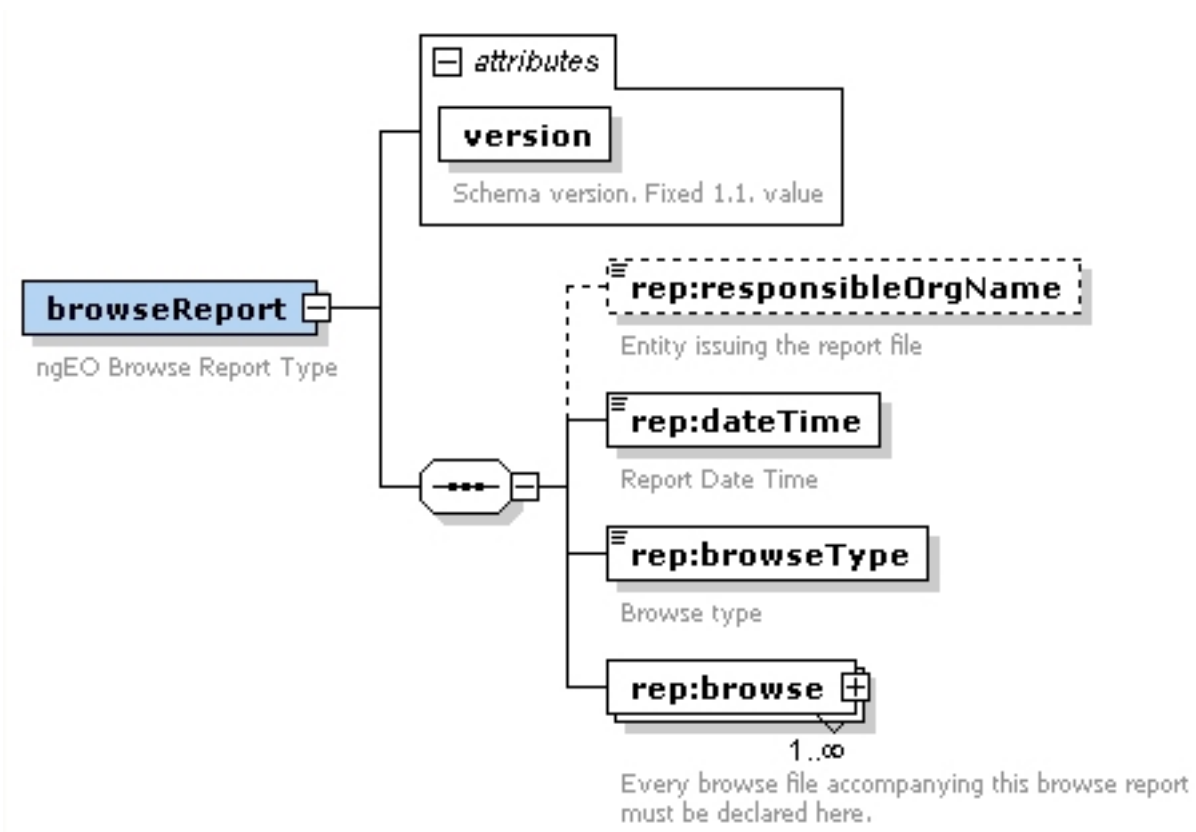 attributes
version
Schema version. Fixed 1.1. value
browseReport
ngEO Browse Report Type
rep:responsibleOrgName
Entity issuing the report file
rep:dateTime
Report Date Time
rep:browseType
Browse type
rep:browse
1..∞
Every browse file accompanying this browse report
must be declared here.